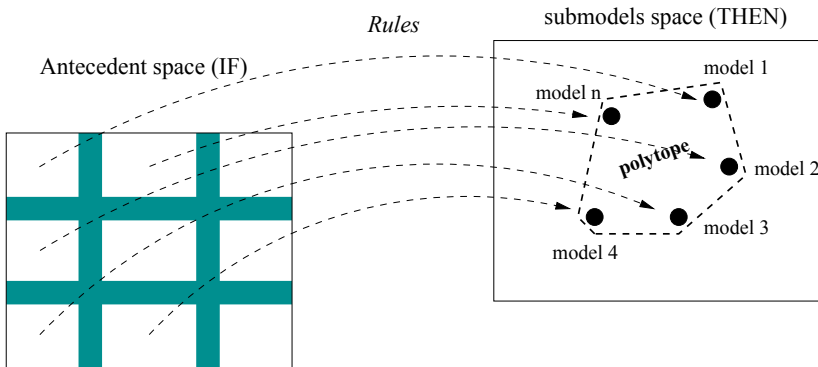 submodels space (THEN)
Rules
Antecedent space (IF)
model 1
model n
polytope
model 2
model 3
model 4